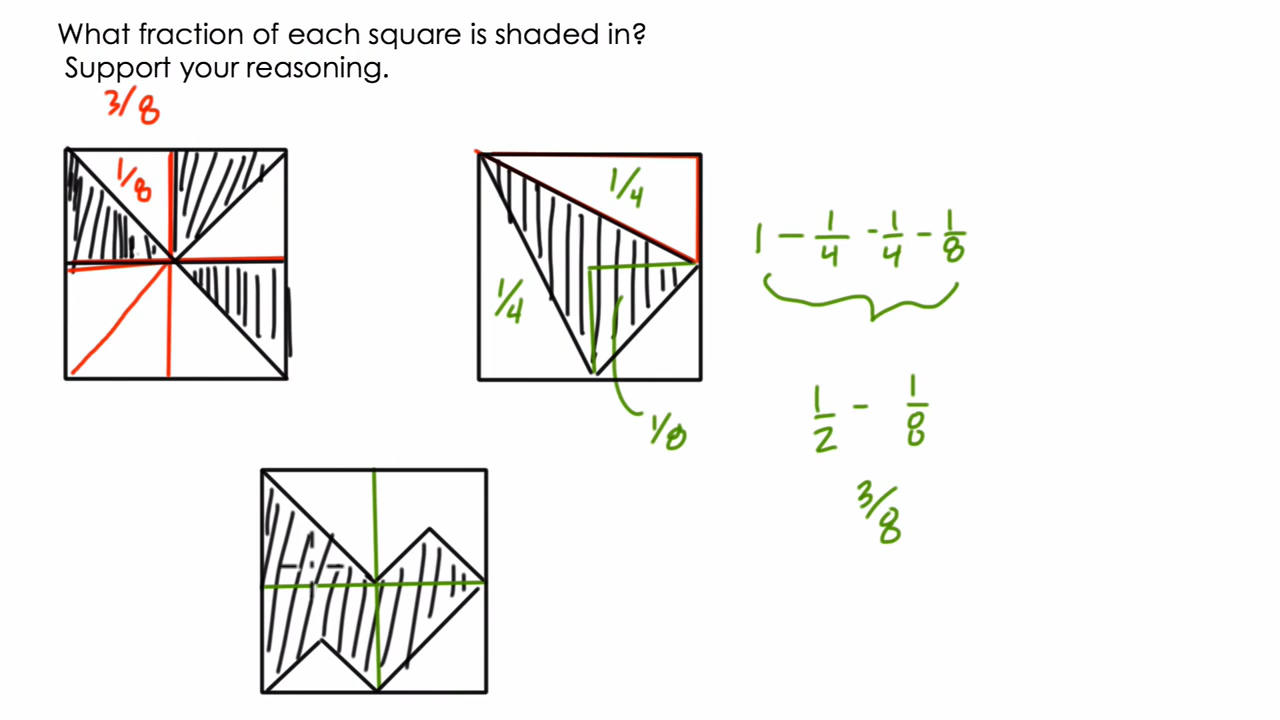 What fraction of each square is shaded in?
Support your reasoning.
3/8
1/8
1/4
1/4
1/8
1 - 1/4 - 1/4 - 1/8
1/2 - 1/8
3/8